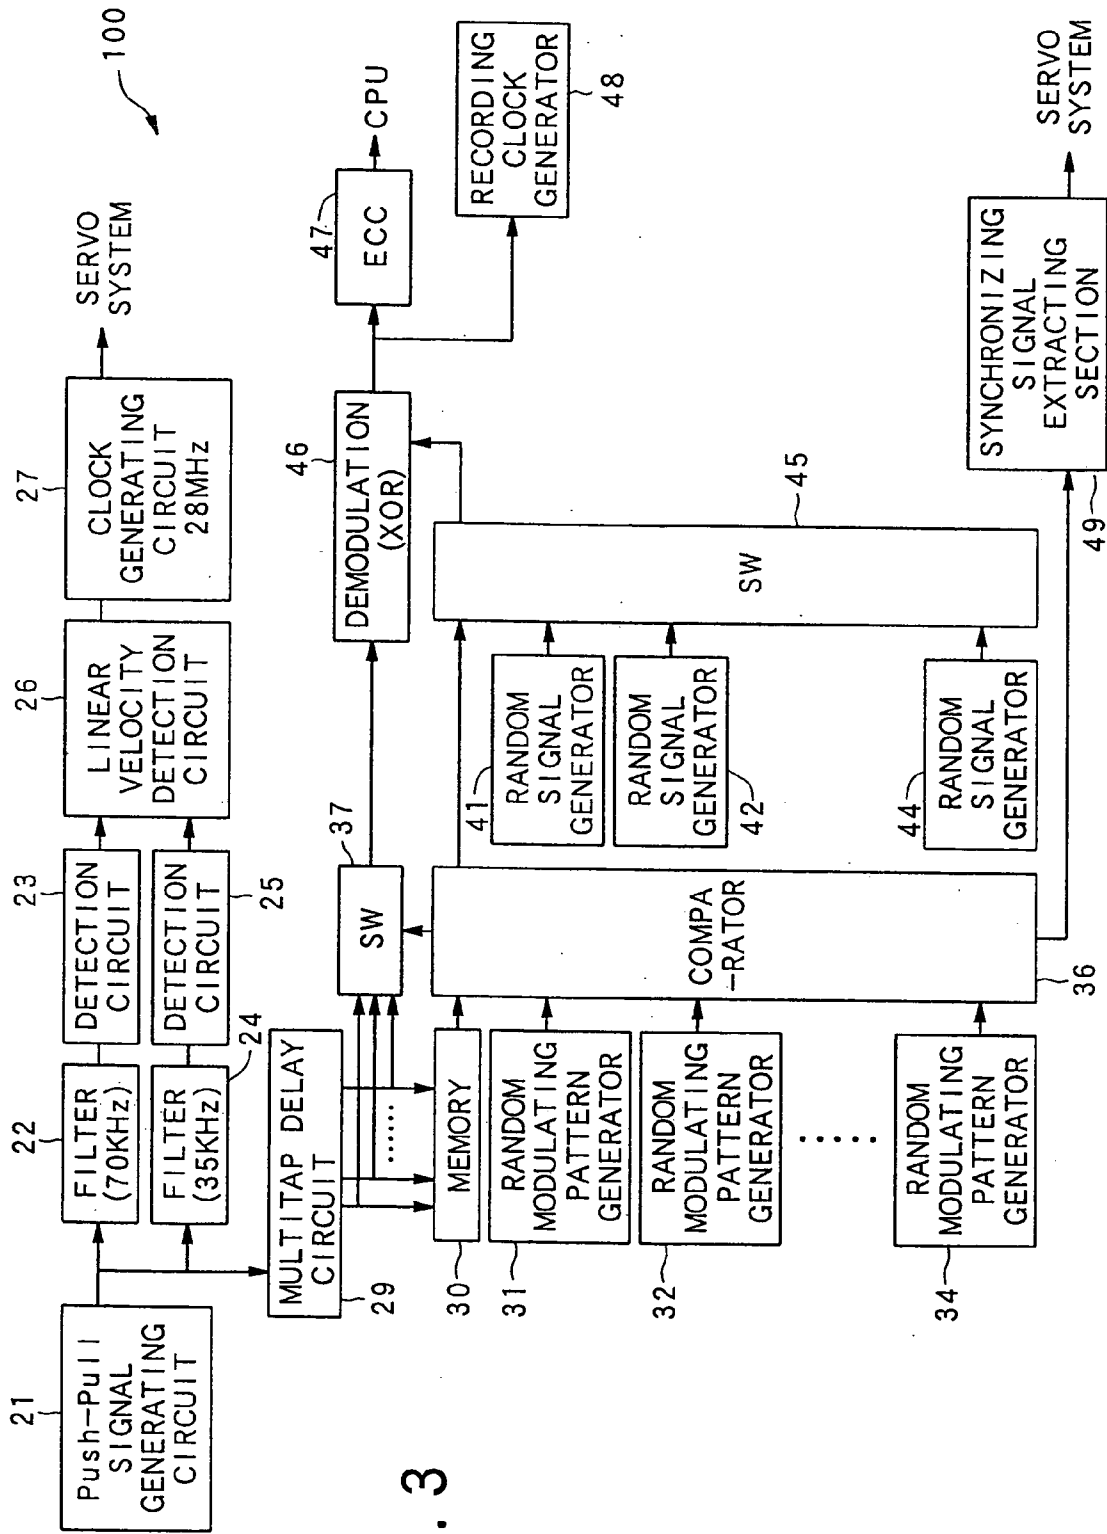 100
21
Push-Pull
SIGNAL
GENERATING
CIRCUIT
22
FILTER
(70KHz)
23
DETECTION
CIRCUIT
FILTER
(35KHz)
24
DETECTION
CIRCUIT
25
26
LINEAR
VELOCITY
DETECTION
CIRCUIT
27
CLOCK
GENERATING
CIRCUIT
28MHz
SERVO
SYSTEM
MULTITAP DELAY
CIRCUIT
29
......
SW
37
DEMODULATION
(XOR)
46
ECC
47
CPU
RECORDING
CLOCK
GENERATOR
48
MEMORY
30
RANDOM
MODULATING
PATTERN
GENERATOR
31
RANDOM
MODULATING
PATTERN
GENERATOR
32
.....
RANDOM
MODULATING
PATTERN
GENERATOR
34
COMPA
-RATOR
36
41
RANDOM
SIGNAL
GENERATOR
RANDOM
SIGNAL
GENERATOR
42
44
RANDOM
SIGNAL
GENERATOR
SW
45
SYNCHRONIZING
SIGNAL
EXTRACTING
SECTION
49
SERVO
SYSTEM
. 3